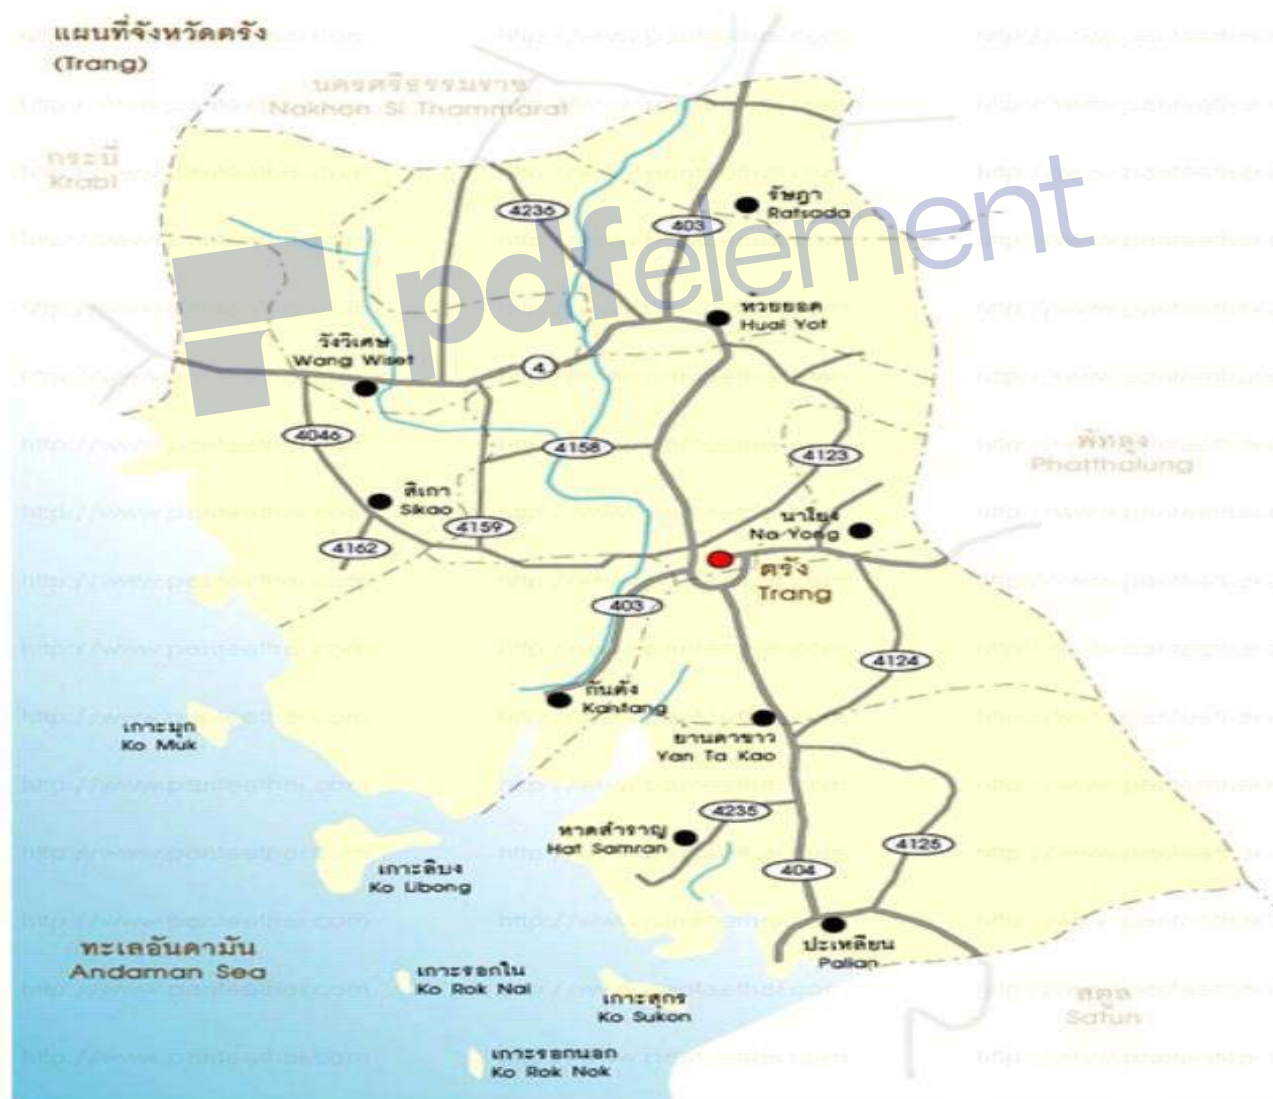 แผนที่จังหวัดตรัง
(Trang)
นครศรีธรรมราช
Nakhon Si Thammarat
กระบี่
Krabi
รัษฎา
Ratsada
4236
403
pdfelement
ห้วยยอด
Huai Yot
วังวิเศษ
Wang Wiset
4
4046
4158
4123
พัทลุง
Phatthalung
สิเกา
Sikao
4159
นาโยง
Na Yong
4162
ตรัง
Trang
403
4124
กันตัง
Kantang
เกาะมุก
Ko Muk
ย่านตาขาว
Yan Ta Kao
4235
หาดสำราญ
Hat Samran
4125
เกาะลิบง
Ko Libong
404
ทะเลอันดามัน
Andaman Sea
ปะเหลียน
Palian
เกาะรอกใน
Ko Rok Nai
เกาะสุกร
Ko Sukon
สตูล
Satun
เกาะรอกนอก
Ko Rok Nok